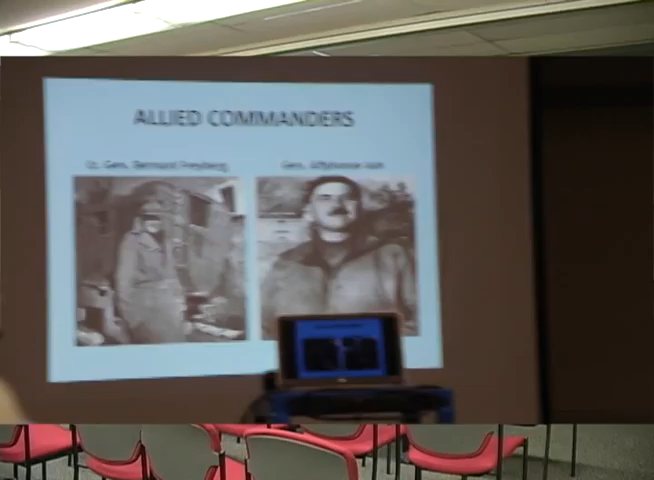 ALLIED COMMANDERS
Lt. Gen. Bernard Freyberg
Gen. Alphonse Juin